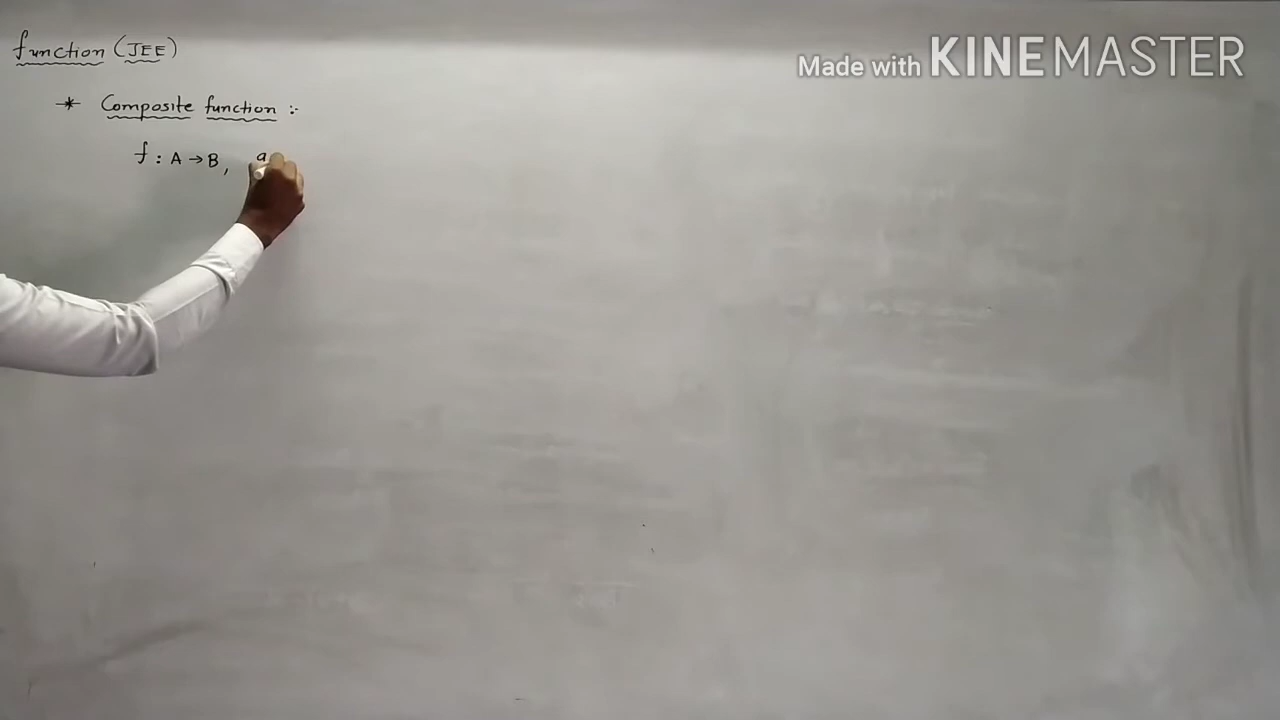 function (JEE)
Made with KINEMASTER
* Composite function :-
f : A → B,